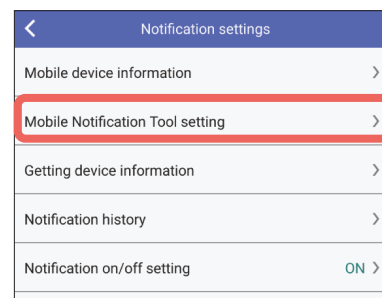 Notification settings
Mobile device information
Mobile Notification Tool setting
Getting device information
Notification history
Notification on/off setting ON